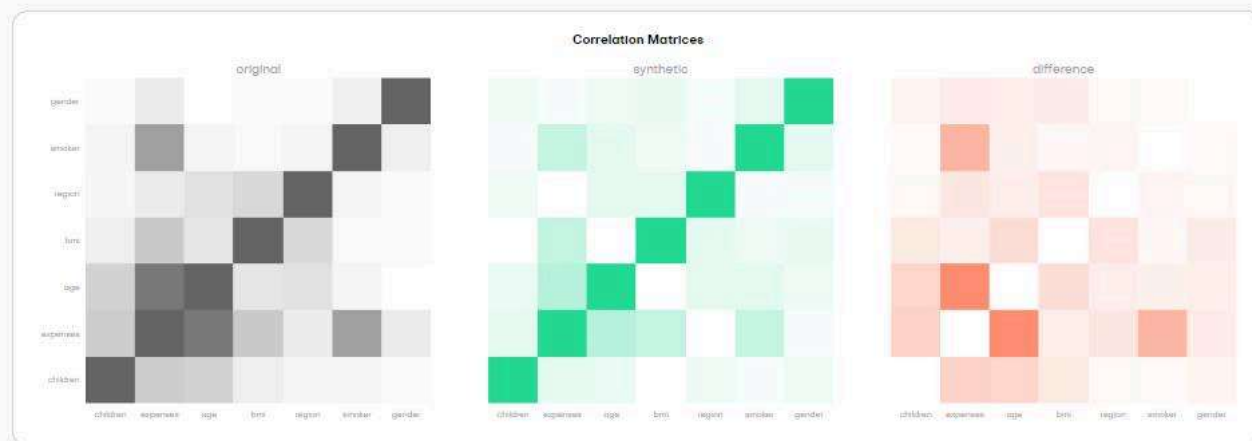 Correlation Matrices
original
synthetic
difference
gender
smoker
region
bmi
age
expenses
children
children expenses age bmi region smoker gender
children expenses age bmi region smoker gender
children expenses age bmi region smoker gender